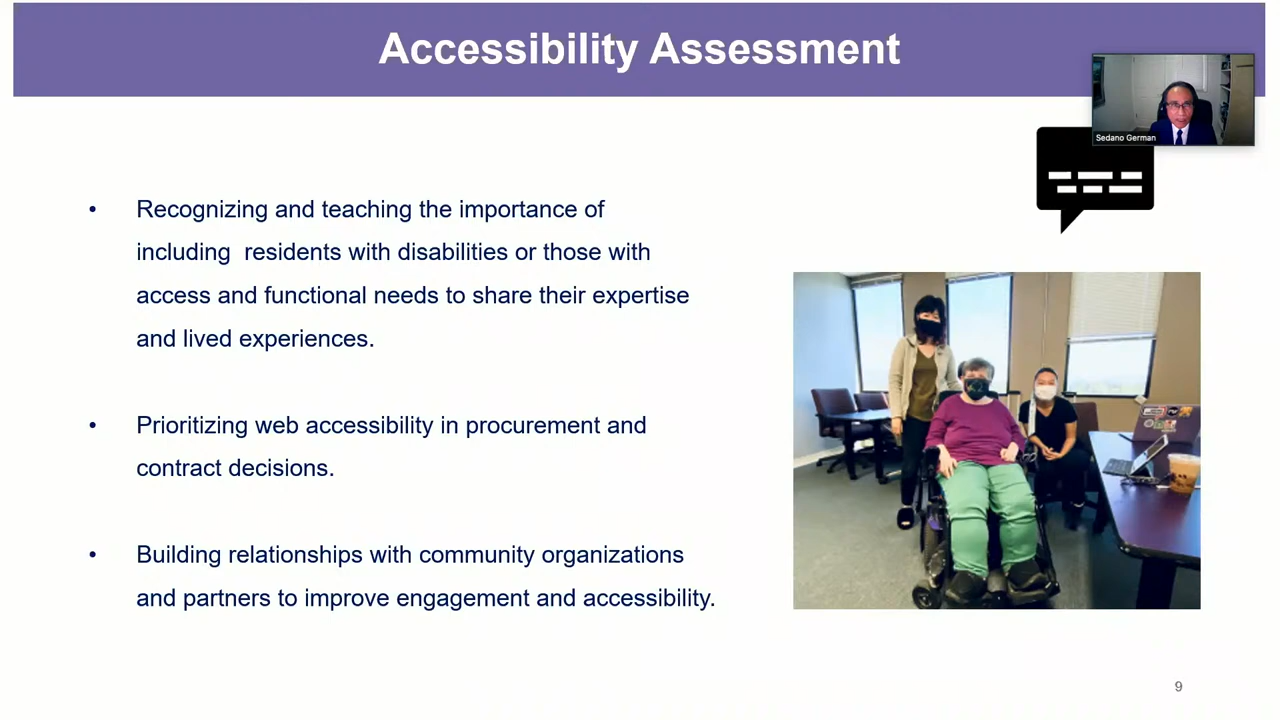 Accessibility Assessment
Sedano German
• Recognizing and teaching the importance of
including  residents with disabilities or those with
access and functional needs to share their expertise
and lived experiences.
• Prioritizing web accessibility in procurement and
contract decisions.
• Building relationships with community organizations
and partners to improve engagement and accessibility.
9